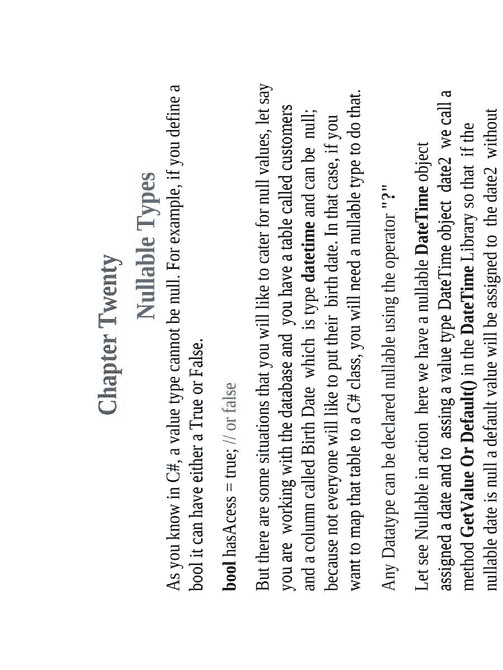 Chapter Twenty
Nullable Types
As you know in C#, a value type cannot be null. For example, if you define a
bool it can have either a True or False.
bool hasAcess = true; // or false
But there are some situations that you will like to cater for null values, let say
you are working with the database and you have a table called customers
and a column called Birth Date which is type datetime and can be null;
because not everyone will like to put their birth date. In that case, if you
want to map that table to a C# class, you will need a nullable type to do that.
Any Datatype can be declared nullable using the operator "?"
Let see Nullable in action here we have a nullable DateTime object
assigned a date and to assing a value type DateTime object date2 we call a
method GetValue Or Default() in the DateTime Library so that if the
nullable date is null a default value will be assigned to the date2 without